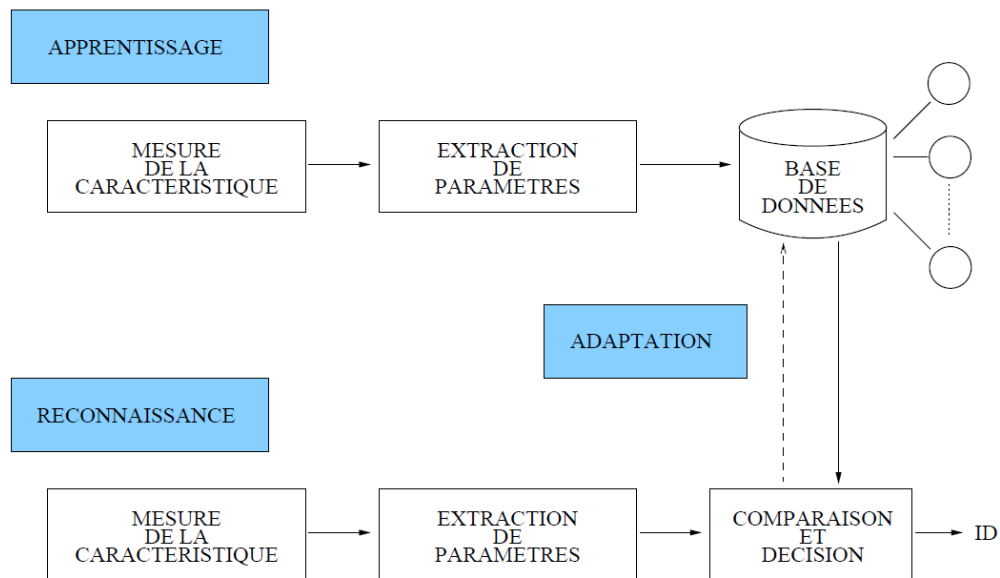 APPRENTISSAGE
MESURE
DE LA
CARACTERISTIQUE
EXTRACTION
DE
PARAMETRES
BASE
DE
DONNEES
ADAPTATION
RECONNAISSANCE
MESURE
DE LA
CARACTERISTIQUE
EXTRACTION
DE
PARAMETRES
COMPARAISON
ET
DECISION
ID